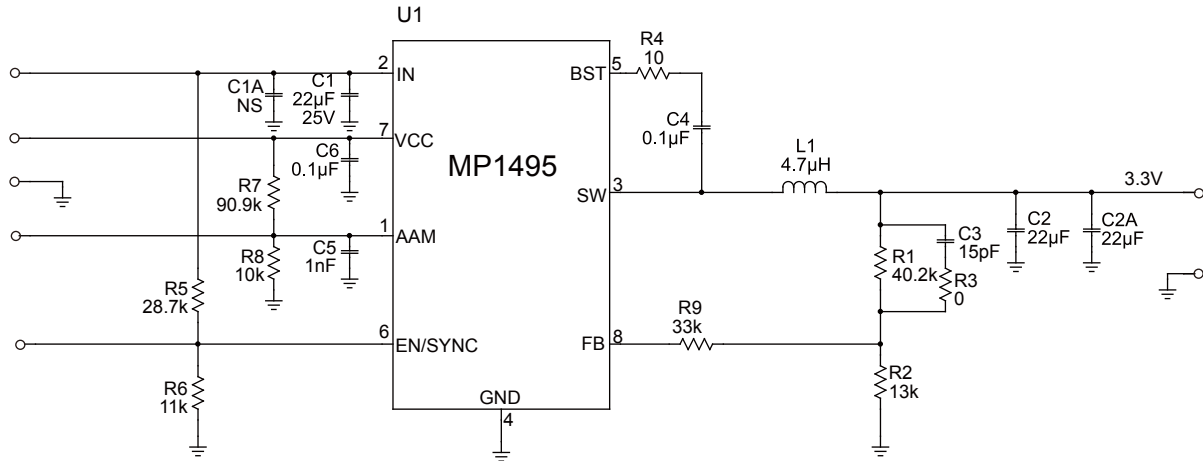 U1
2
IN
C1A
NS
C1
22µF
25V
7
VCC
C6
0.1µF
R7
90.9k
1
AAM
R8
10k
C5
1nF
R5
28.7k
6
EN/SYNC
R6
11k
MP1495
GND
4
BST
5
R4
10
C4
0.1µF
SW
3
L1
4.7µH
3.3V
C2
22µF
C2A
22µF
C3
15pF
R1
40.2k
R3
0
FB
8
R9
33k
R2
13k